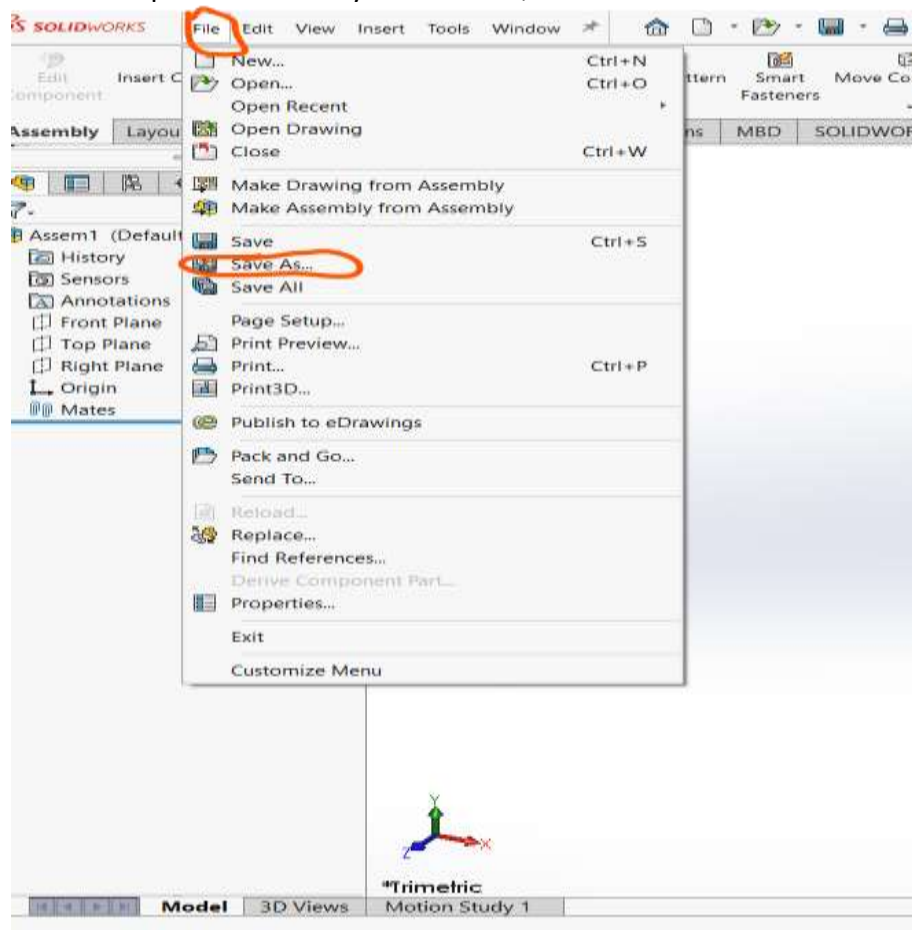 SOLIDWORKS File Edit View Insert Tools Window
Edit Insert C ttern Smart Move Co
omponent Fasteners
Assembly Layou ns MBD SOLIDWOR
New... Ctrl+N
Open... Ctrl+O
Open Recent
Open Drawing
Close Ctrl+W
Make Drawing from Assembly
Make Assembly from Assembly
Save Ctrl+S
Save As...
Save All
Page Setup...
Print Preview...
Print... Ctrl+P
Print3D...
Publish to eDrawings
Pack and Go...
Send To...
Reload...
Replace...
Find References...
Derive Component Part...
Properties...
Exit
Customize Menu
Assem1 (Default
History
Sensors
Annotations
Front Plane
Top Plane
Right Plane
Origin
Mates
Y
Z X
*Trimetric
Model 3D Views Motion Study 1